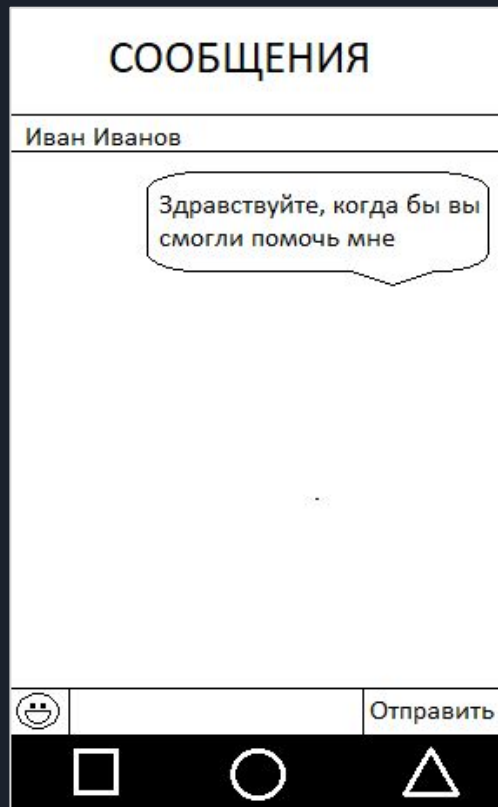 СООБЩЕНИЯ
Иван Иванов
Здравствуйте, когда бы вы
смогли помочь мне
Отправить